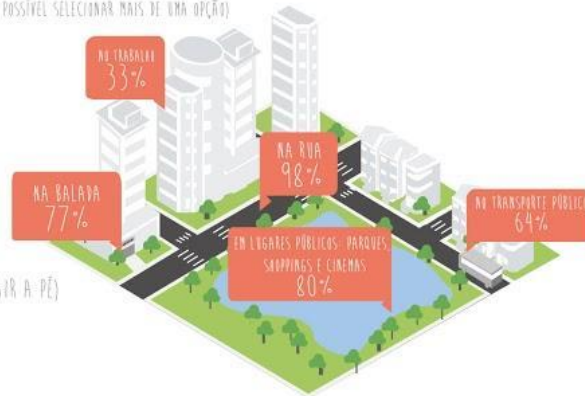 POSSÍVEL SELECIONAR MAIS DE UMA OPÇÃO)
NO TRABALHO
33%
NA RUA
98%
NA BALADA
77%
NO TRANSPORTE PÚBLICO
64%
EM LUGARES PÚBLICOS: PARQUES,
SHOPPINGS E CINEMAS
80%
A PÉ)